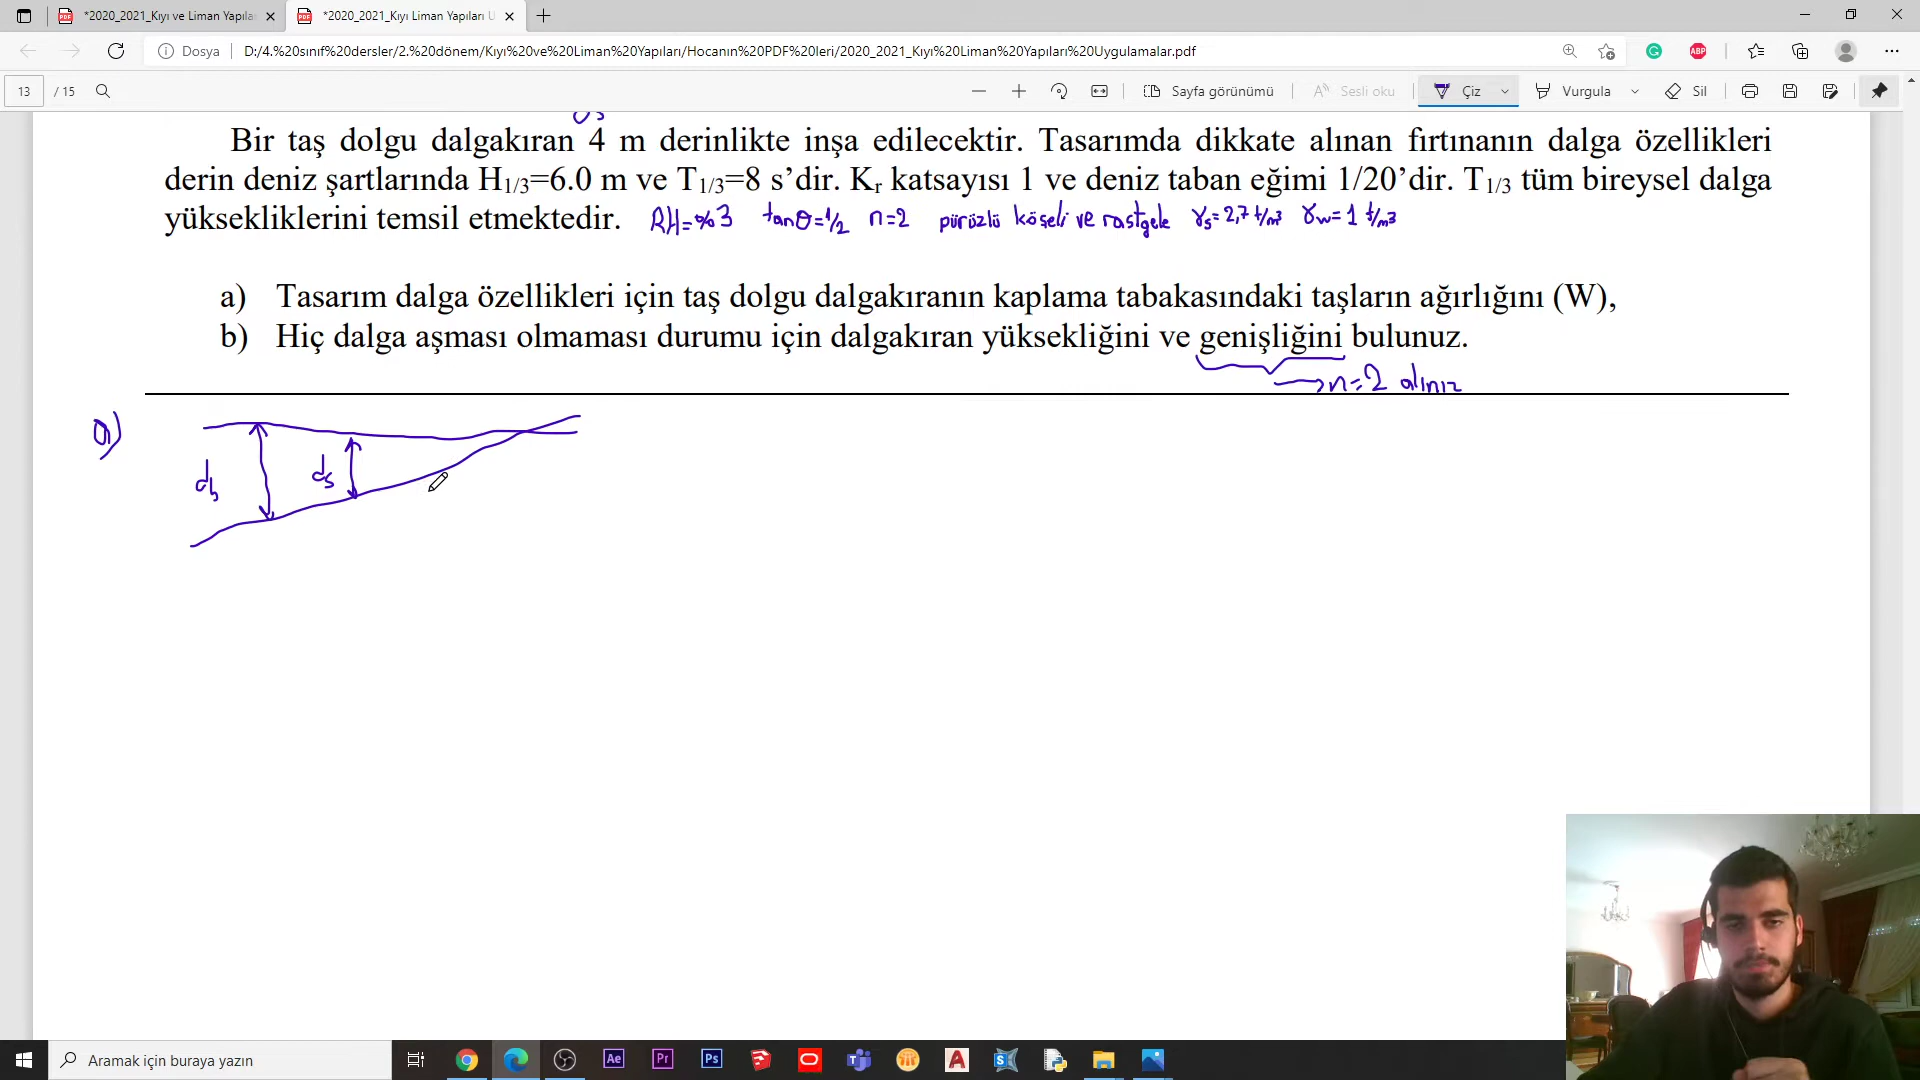 *2020_2021_Kıyı ve Liman Yapıla
*2020_2021_Kıyı Liman Yapıları U
Dosya
D:/4.%20sınıf%20dersler/2.%20dönem/Kıyı%20ve%20Liman%20Yapıları/Hocanın%20PDF%20leri/2020_2021_Kıyı%20Liman%20Yapıları%20Uygulamalar.pdf
ABP
13 / 15
Sayfa görünümü
Sesli oku
Çiz
Vurgula
Sil
Bir taş dolgu dalgakıran 4 m derinlikte inşa edilecektir. Tasarımda dikkate alınan fırtınanın dalga özellikleri
derin deniz şartlarında H1/3=6.0 m ve T1/3=8 s’dir. Kr katsayısı 1 ve deniz taban eğimi 1/20’dir. T1/3 tüm bireysel dalga
yüksekliklerini temsil etmektedir. RH=%3 tanθ=1/2 n=2 pürüzlü köşeli ve rastgele γs=2,7 t/m³ γw=1 t/m³
a) Tasarım dalga özellikleri için taş dolgu dalgakıranın kaplama tabakasındaki taşların ağırlığını (W),
b) Hiç dalga aşması olmaması durumu için dalgakıran yüksekliğini ve genişliğini bulunuz.
n=2 alınız
a)
db
ds
Aramak için buraya yazın
Ae
Pr
Ps